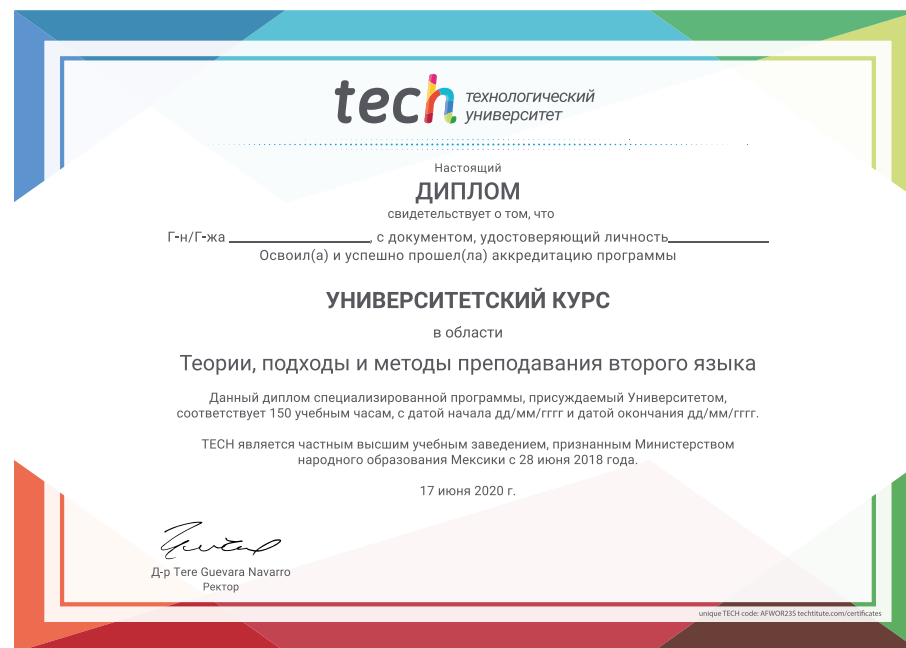 tech технологический
университет
Настоящий
ДИПЛОМ
свидетельствует о том, что
Г-н/Г-жа , с документом, удостоверяющий личность
Освоил(а) и успешно прошел(ла) аккредитацию программы
УНИВЕРСИТЕТСКИЙ КУРС
в области
Теории, подходы и методы преподавания второго языка
Данный диплом специализированной программы, присуждаемый Университетом,
соответствует 150 учебным часам, с датой начала дд/мм/гггг и датой окончания дд/мм/гггг.
TECH является частным высшим учебным заведением, признанным Министерством
народного образования Мексики с 28 июня 2018 года.
17 июня 2020 г.
Д-р Tere Guevara Navarro
Ректор
unique TECH code: AFWOR23S techtitute.com/certificates